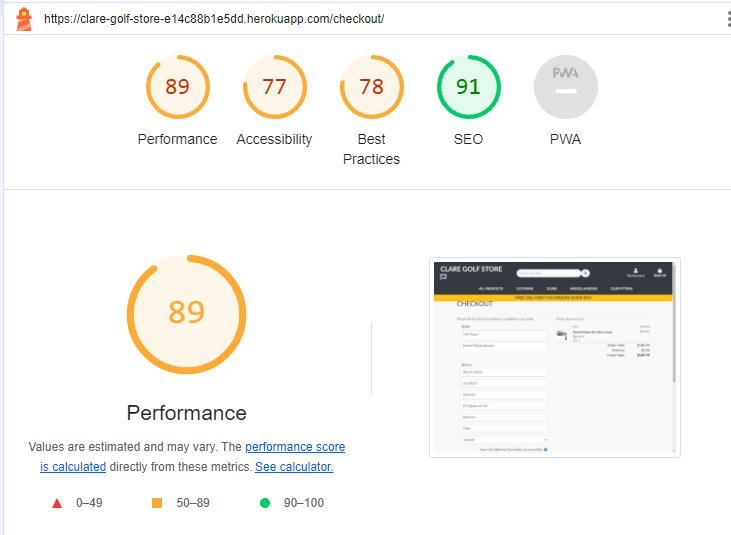 https://clare-golf-store-e14c88b1e5dd.herokuapp.com/checkout/
89
77
78
91
PWA
Performance
Accessibility
Best
Practices
SEO
PWA
89
Performance
Values are estimated and may vary. The performance score
is calculated directly from these metrics. See calculator.
0–49
50–89
90–100
CLARE GOLF STORE
My Account
ALL PRODUCTS
CLOTHING
CLUBS
MISCELLANEOUS
CLUB FITTING
FREE DELIVERY ON ORDERS OVER
CHECKOUT